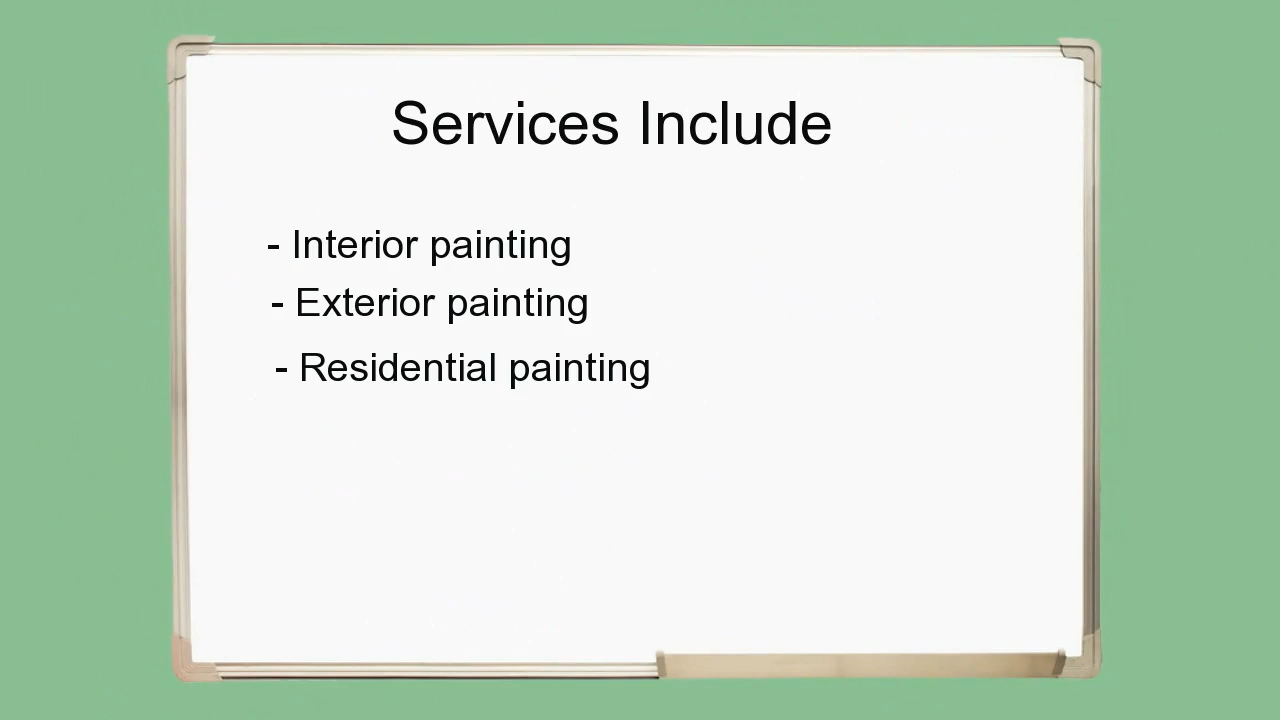 Services Include
- Interior painting
- Exterior painting
- Residential painting